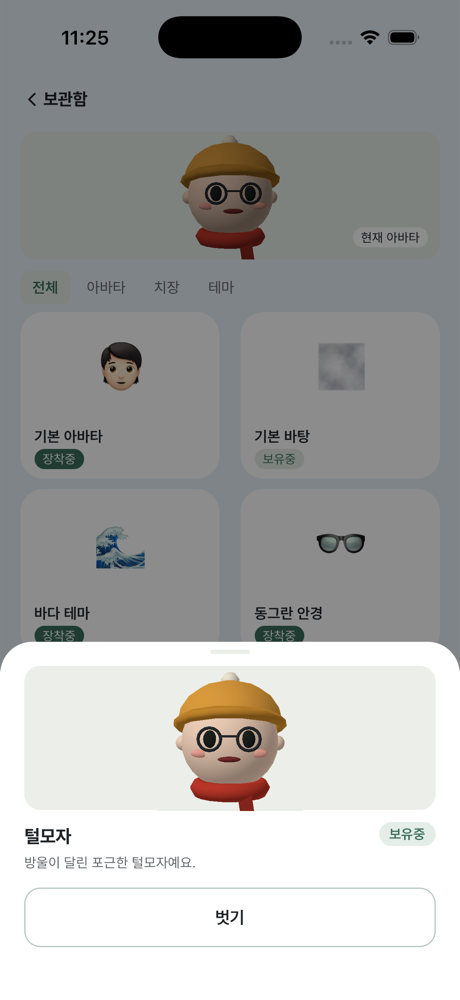 11:25
보관함
현재 아바타
전체 아바타 치장 테마
기본 아바타
장착중
기본 바탕
보유중
바다 테마
장착중
동그란 안경
장착중
털모자
보유중
방울이 달린 포근한 털모자예요.
벗기